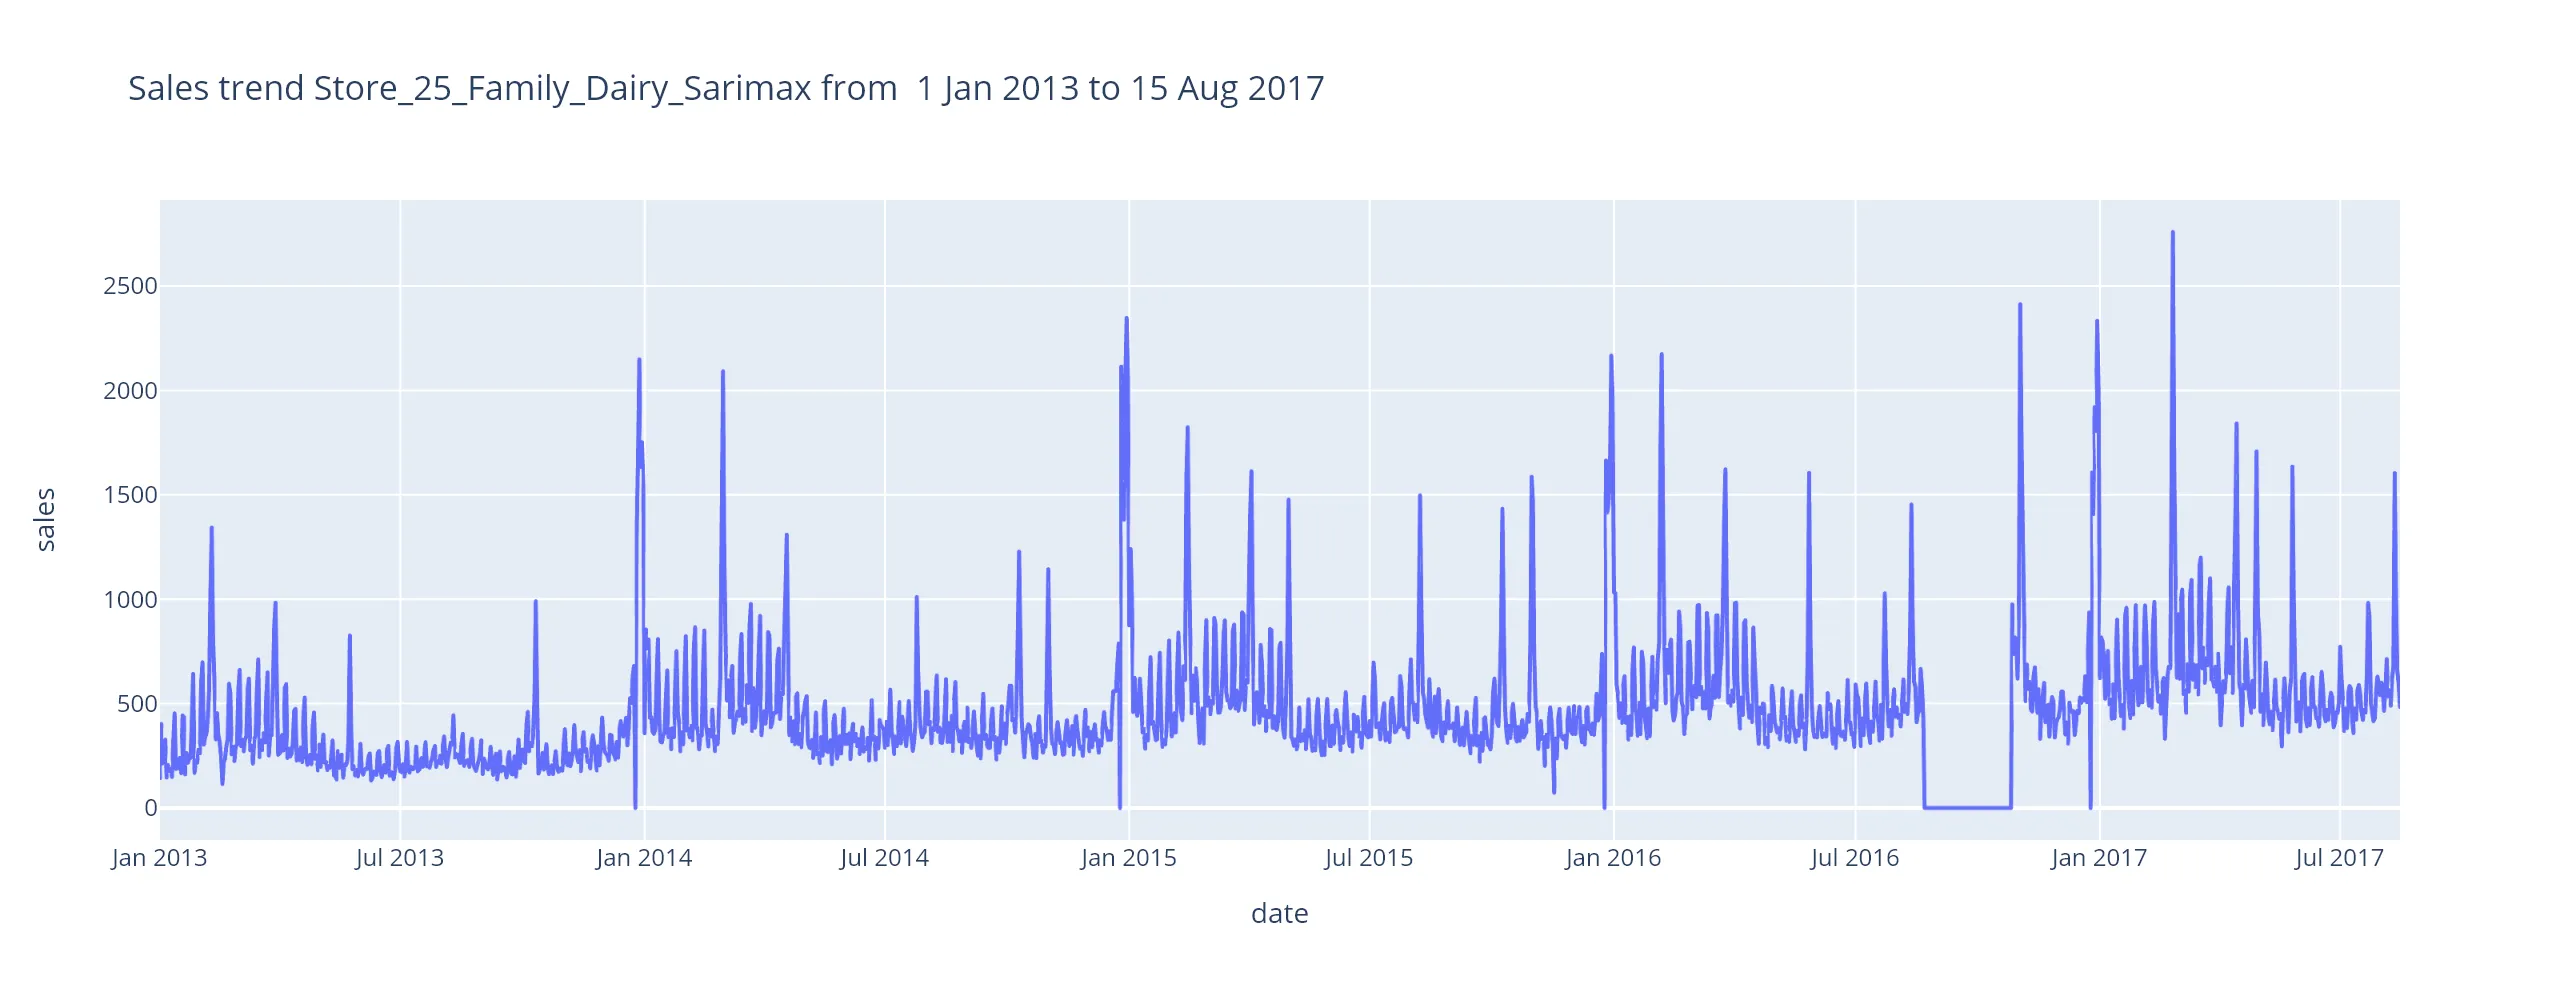 Sales trend Store_25_Family_Dairy_Sarimax from  1 Jan 2013 to 15 Aug 2017
2500
2000
1500
1000
500
0
sales
Jan 2013 Jul 2013 Jan 2014 Jul 2014 Jan 2015 Jul 2015 Jan 2016 Jul 2016 Jan 2017 Jul 2017
date